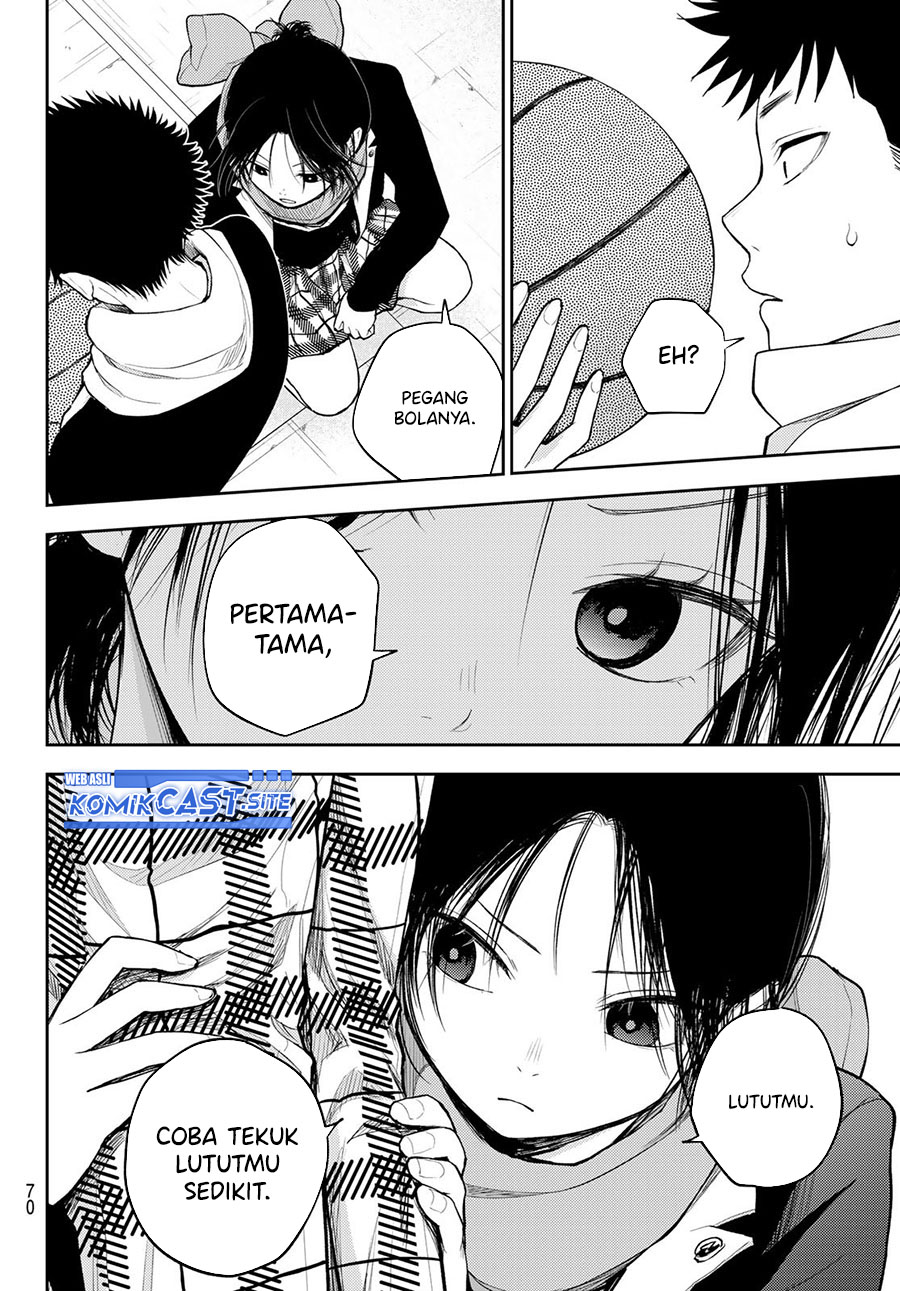 EH?
PEGANG
BOLANYA.
PERTAMA-
TAMA,
WEB ASLI
KOMIKCAST.SITE
LUTUTMU.
COBA TEKUK
LUTUTMU
SEDIKIT.
70